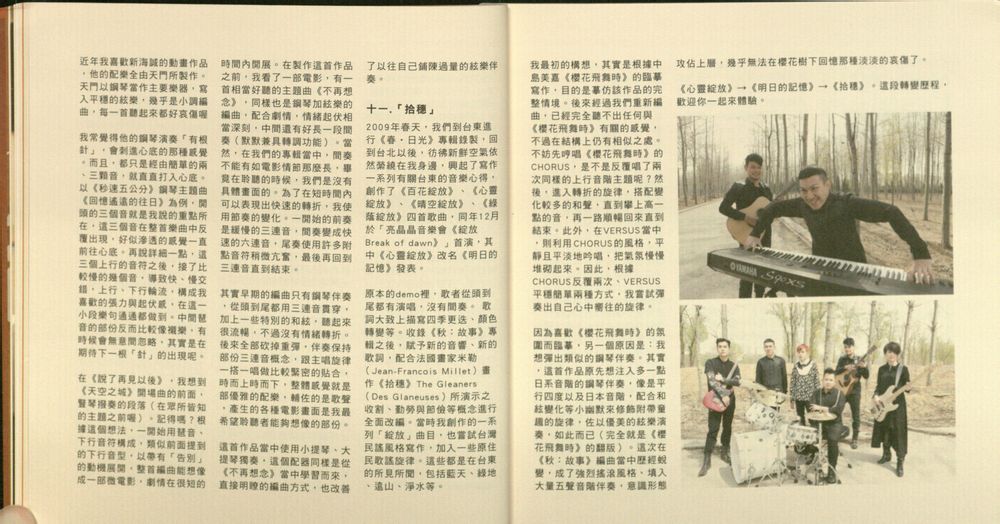 近年我喜歡新海誠的動畫作品
，他的配樂全由天門所製作。
天門以鋼琴當作主要樂器，寫
入平穩的絃樂，幾乎是小調編
曲，每一首聽起來都好哀傷喔
我常覺得他的鋼琴演奏「有根
針」，會刺進心底的那種感覺
。而且，都只是經由簡單的兩
、三顆音，就直直打入心底。
以《秒速五公分》鋼琴主題曲
《回憶遙遠的往日》為例，開
頭的三個音就是我說的重點所
在，這三個音在整首樂曲中反
覆出現，好似滲透的感覺一直
前往心底。再說詳細一點，這
三個上行的音符之後，接了比
較慢的幾個音，導致快、慢交
錯，上行、下行輪流，構成我
喜歡的張力與起伏感，在這一
小段樂句通通都做到。中間琶
音的部份反而比較像襯樂，有
時候會無意間忽略，其實是在
期待下一根「針」的出現呢。
在《說了再見以後》，我想到
《天空之城》開場曲的前面，
豎琴撥奏的段落（在眾所皆知
的主題之前喔）。記得嗎？根
據這個想法，一開始用琶音、
下行音符構成，類似前面提到
的下行音型，以帶有「告別」
的動機展開，整首編曲能想像
成一部微電影，劇情在很短的
時間內開展。在製作這首作品
之前，我看了一部電影，有一
首相當好聽的主題曲《不再想
念》，同樣也是鋼琴加絃樂的
編曲，配合劇情，情緒起伏相
當深刻，中間還有好長一段間
奏（默默兼具轉調功能）。當
然，在我們的專輯當中，間奏
不能有如電影情節那麼長，畢
竟在聆聽的時候，我們是沒有
具體畫面的。為了在短時間內
可以表現出快速的轉折，我使
用節奏的變化。一開始的前奏
是緩慢的三連音，間奏變成快
速的六連音，尾奏使用許多附
點音符稍微亢奮，最後再回到
三連音直到結束。
其實早期的編曲只有鋼琴伴奏
，從頭到尾都用三連音貫穿，
加上一些特別的和絃，聽起來
很流暢，不過沒有情緒轉折。
後來全部砍掉重彈，伴奏保持
部份三連音概念，跟主唱旋律
一搭一唱做比較緊密的貼合，
時而上時而下，整體感覺就是
部優雅的配樂，輔佐的是歌聲
，產生的各種電影畫面是我最
希望聆聽者能夠想像的部份。
這首作品當中使用小提琴、大
提琴獨奏，這個配器同樣是從
《不再想念》當中學習而來，
直接明瞭的編曲方式，也改善
了以往自己鋪陳過量的絃樂伴
奏。
十一．「拾穗」
2009年春天，我們到台東進
行《春・日光》專輯錄製，回
到台北以後，彷彿新鮮空氣依
然縈繞在我身邊，興起了寫作
一系列有關台東的音樂心得，
創作了《百花綻放》、《心靈
綻放》、《晴空綻放》、《綠
蔭綻放》四首歌曲，同年12月
於「亮晶晶音樂會《綻放
Break of dawn》」首演，其
中《心靈綻放》改名《明日的
記憶》發表。
原本的demo裡，歌者從頭到
尾都有演唱，沒有間奏。歌
詞大致上描寫四季更迭、顏色
轉變等。收錄《秋：故事》專
輯之後，賦予新的音響、新的
歌詞，配合法國畫家米勒
（Jean-Francois Millet）畫
作《拾穗》The Gleaners
（Des Glaneuses）所演示之
收割、勤勞與節儉等概念進行
全面改編。當時我創作的一系
列「綻放」曲目，也嘗試台灣
民謠風格寫作，加入一些原住
民歌謠旋律。這些都是在台東
的所見所聞，包括藍天、綠地
、遠山、淨水等。
我最初的構想，其實是根據中
島美嘉《櫻花飛舞時》的臨摹
寫作，目的是摹仿該作品的完
整情境。後來經過我們重新編
曲，已經完全聽不出任何與
《櫻花飛舞時》有關的感覺，
不過在結構上仍有相似之處。
不妨先哼唱《櫻花飛舞時》的
CHORUS，是不是反覆唱了兩
次同樣的上行音階主題呢？然
後，進入轉折的旋律，搭配變
化較多的和聲，直到攀上高一
點的音，再一路順暢回來直到
結束。此外，在VERSUS當中
，則利用CHORUS的風格，平
靜且平淡地吟唱，把氣氛慢慢
堆砌起來。因此，根據
CHORUS反覆兩次、VERSUS
平穩簡單兩種方式，我嘗試彈
奏出自己心中嚮往的旋律。
因為喜歡《櫻花飛舞時》的氛
圍而臨摹，另一個原因是：我
想彈出類似的鋼琴伴奏。其實
，這首作品原先想注入多一點
日系音階的鋼琴伴奏，像是平
行四度以及日本音階，配合和
絃變化等小幽默來修飾附帶童
趣的旋律，佐以優美的絃樂演
奏，如此而已（完全就是《櫻
花飛舞時》的翻版）。這次在
《秋：故事》編曲當中歷經蛻
變，成了強烈搖滾風格，填入
大量五聲音階伴奏，意識形態
攻佔上層，幾乎無法在櫻花樹下回憶那種淡淡的哀傷了。
《心靈綻放》→《明日的記憶》→《拾穗》。這段轉變歷程，
歡迎你一起來體驗。
YAMAHA S90XS